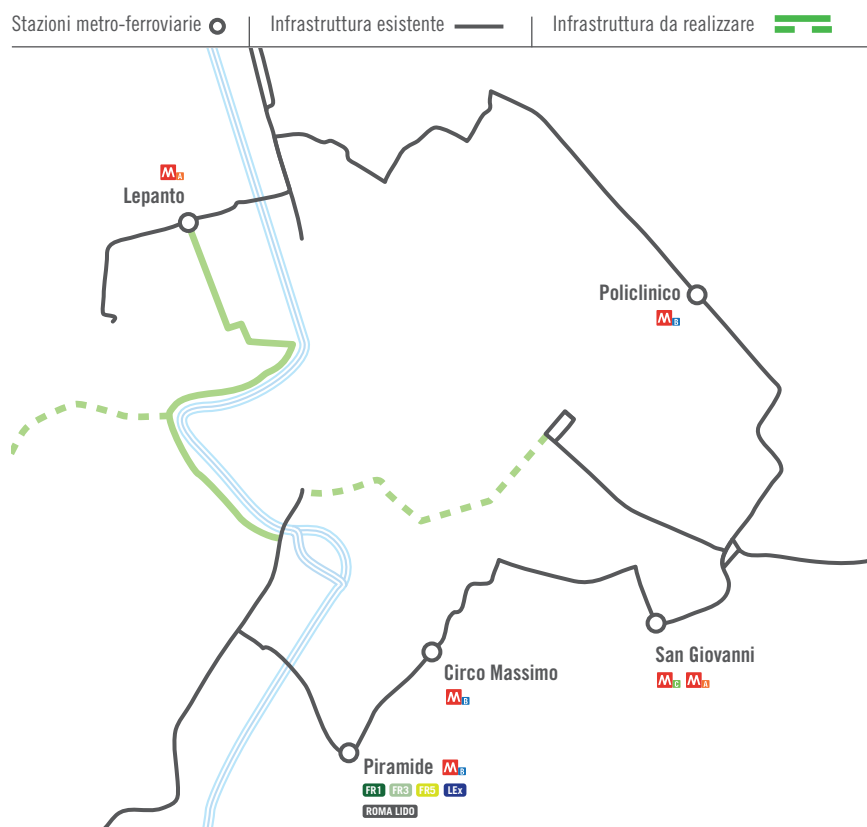 Stazioni metro-ferroviarie
Infrastruttura esistente
Infrastruttura da realizzare
M A
Lepanto
Policlinico
M B
Circo Massimo
M B
San Giovanni
M C M A
Piramide M B
FR1 FR3 FR5 LEx
ROMA LIDO